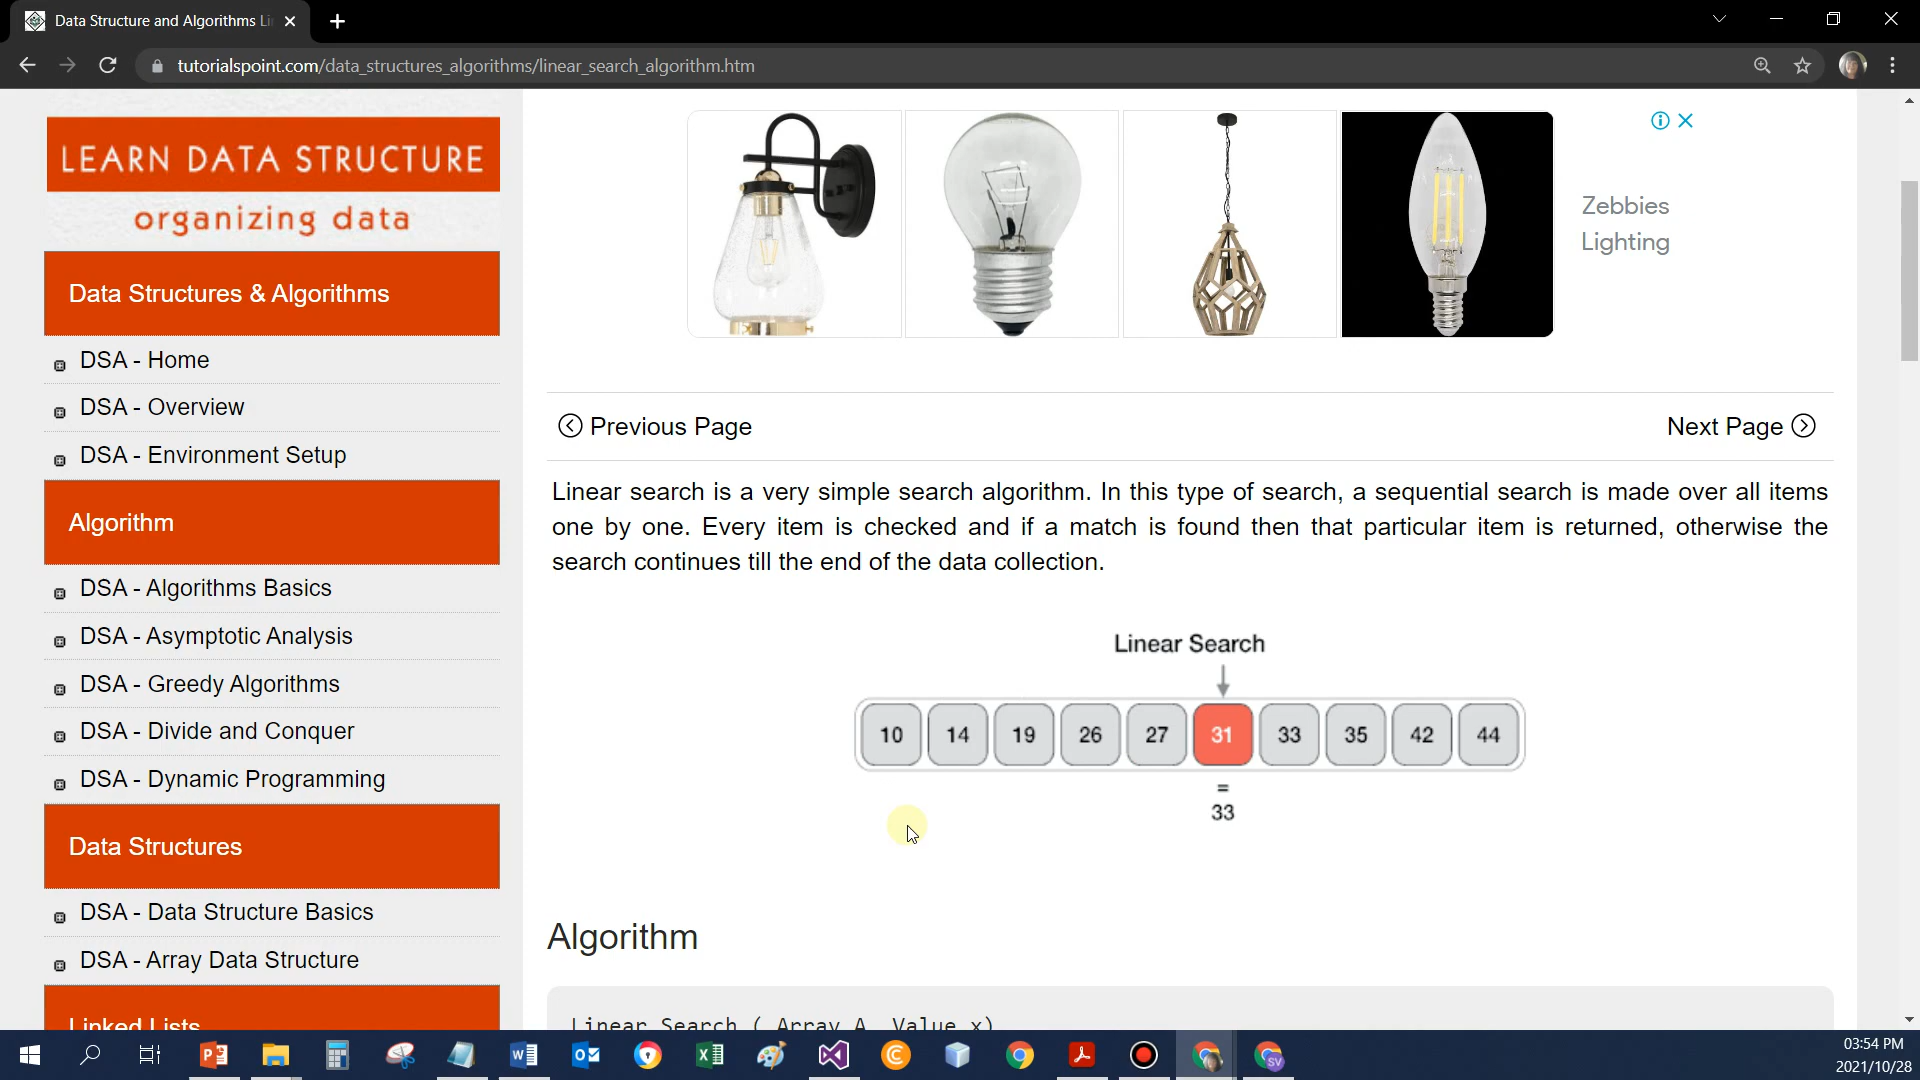 Data Structure and Algorithms Li
tutorialspoint.com/data_structures_algorithms/linear_search_algorithm.htm
LEARN DATA STRUCTURE
organizing data
Data Structures & Algorithms
DSA - Home
DSA - Overview
DSA - Environment Setup
Algorithm
DSA - Algorithms Basics
DSA - Asymptotic Analysis
DSA - Greedy Algorithms
DSA - Divide and Conquer
DSA - Dynamic Programming
Data Structures
DSA - Data Structure Basics
DSA - Array Data Structure
Linked Lists
Zebbies
Lighting
Previous Page
Next Page
Linear search is a very simple search algorithm. In this type of search, a sequential search is made over all items
one by one. Every item is checked and if a match is found then that particular item is returned, otherwise the
search continues till the end of the data collection.
Linear Search
10 14 19 26 27 31 33 35 42 44
=
33
Algorithm
Linear Search ( Array A, Value x)
03:54 PM
2021/10/28